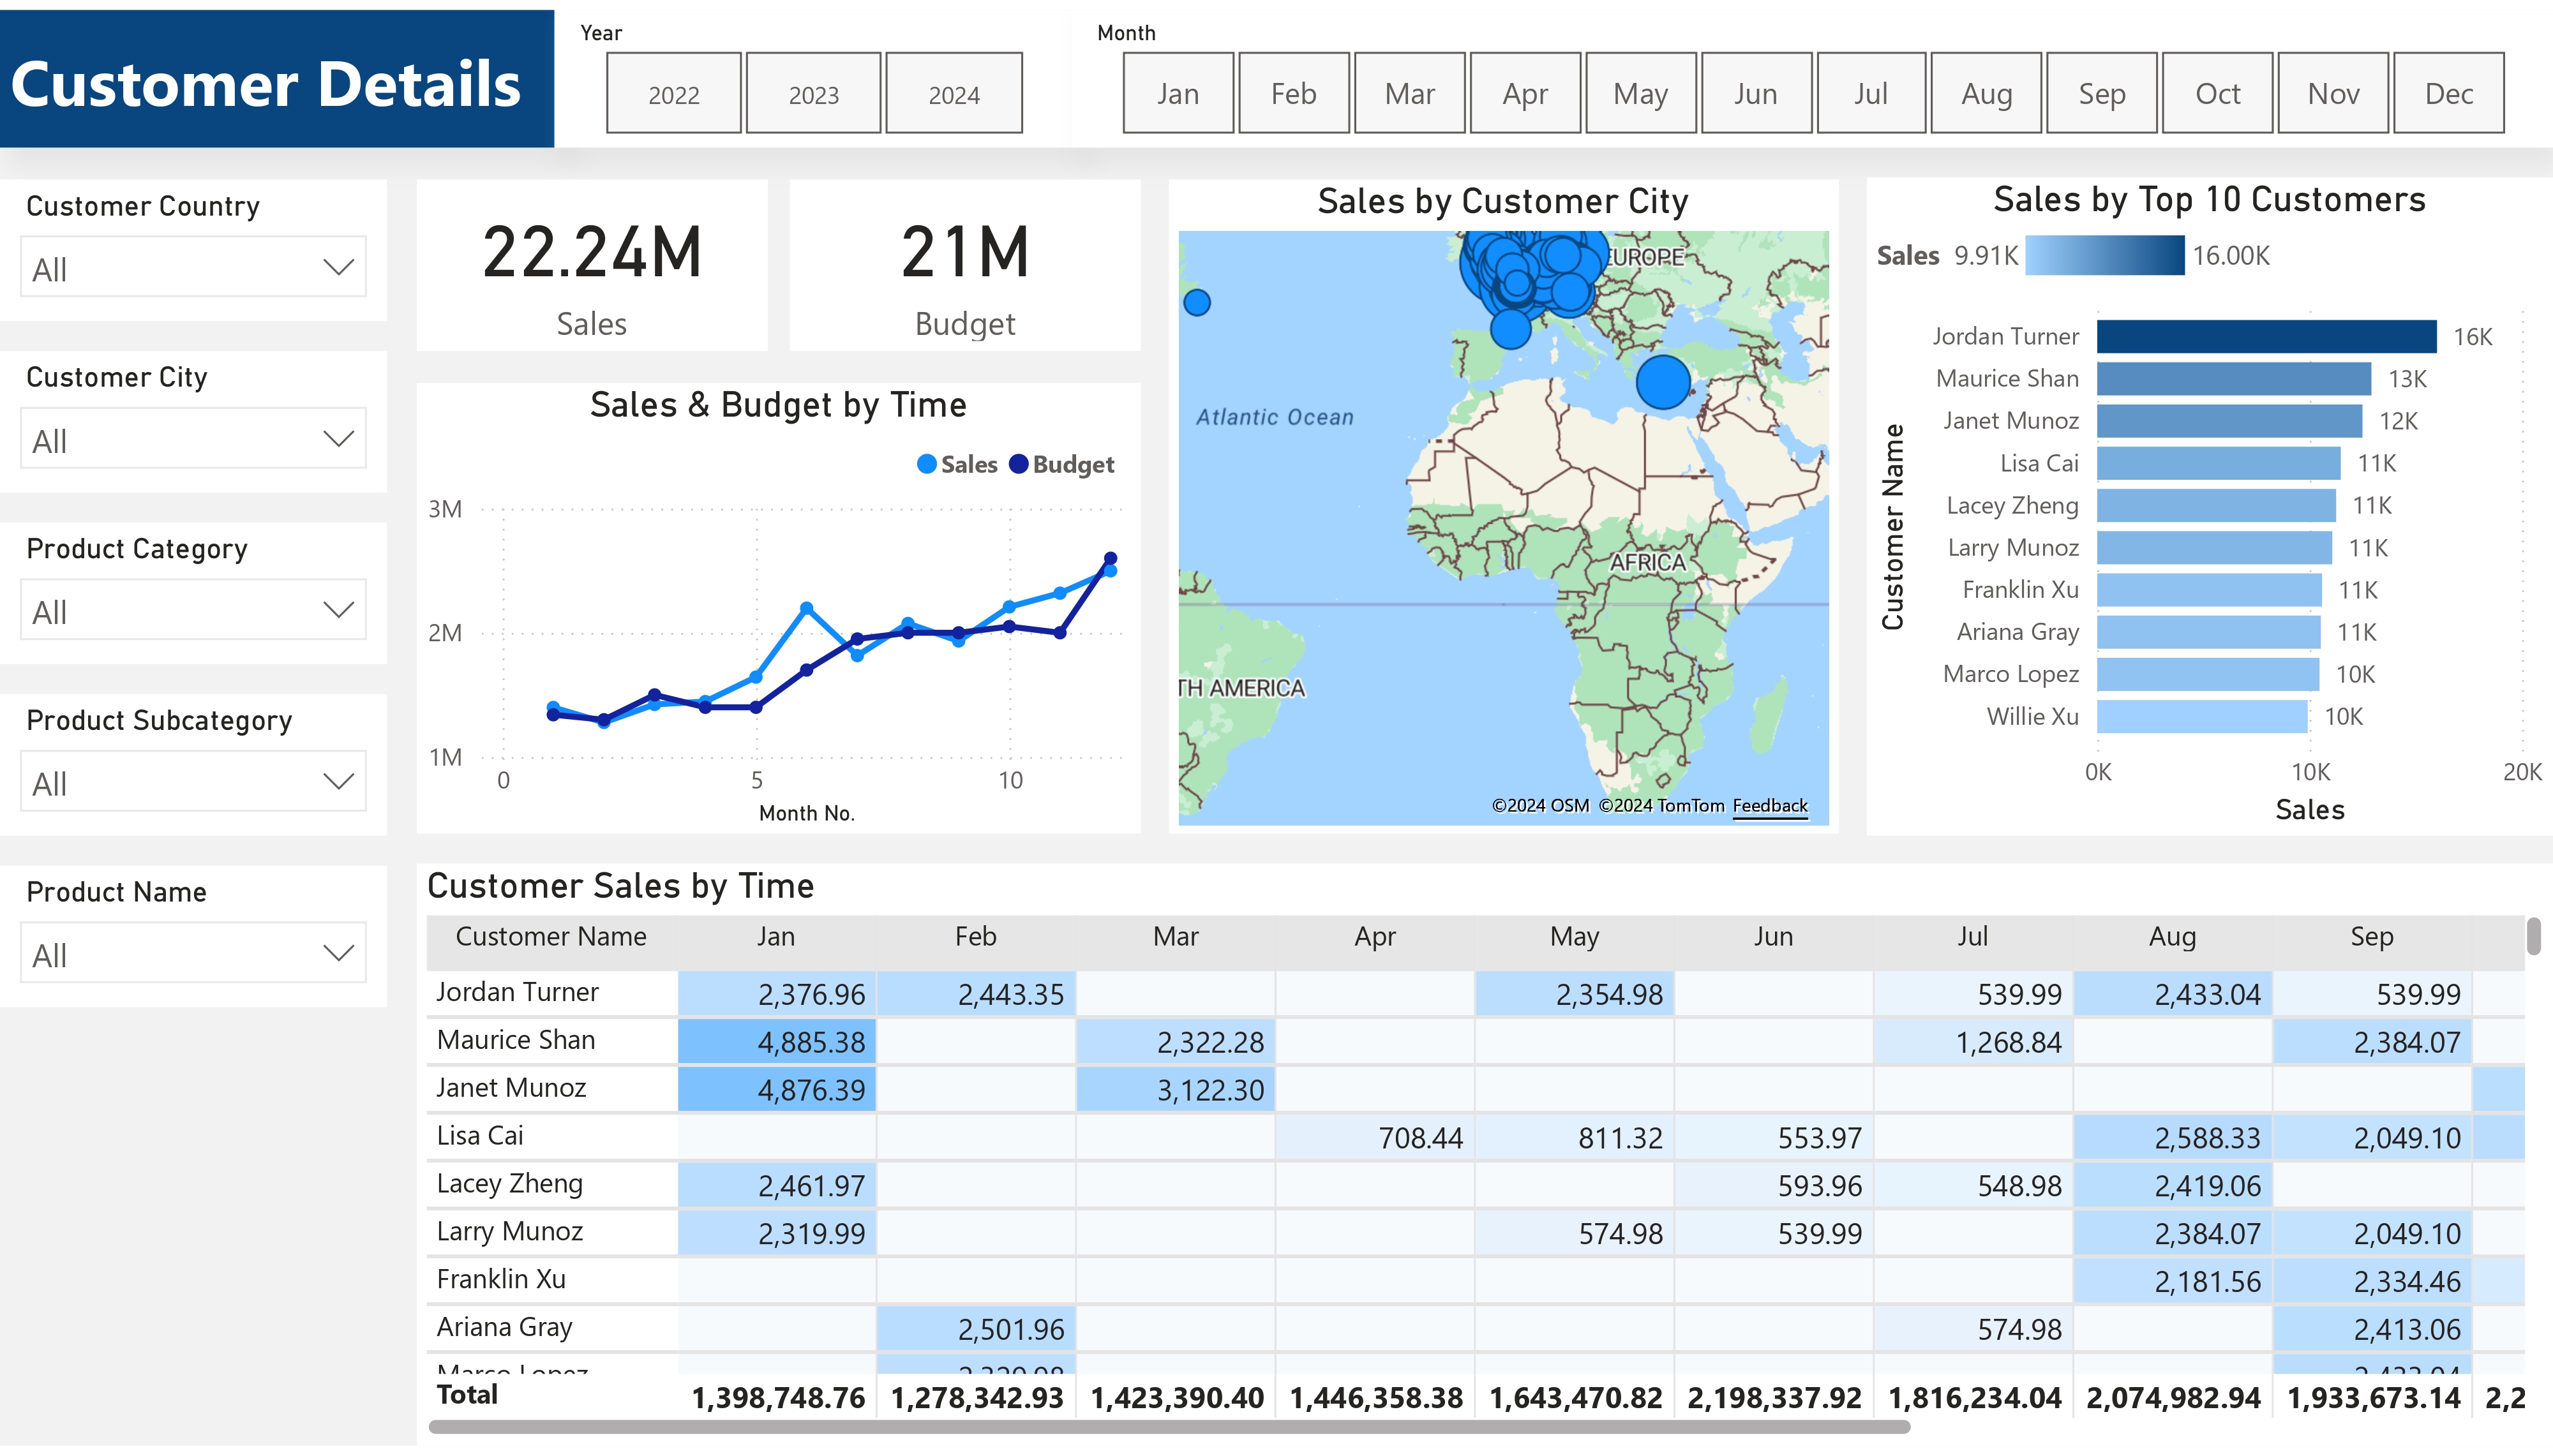 Customer Details
Year
2022 2023 2024
Month
Jan Feb Mar Apr May Jun Jul Aug Sep Oct Nov Dec
Customer Country
All
Customer City
All
Product Category
All
Product Subcategory
All
Product Name
All
22.24M
Sales
21M
Budget
Sales & Budget by Time
Sales Budget
3M
2M
1M
0 5 10
Month No.
Sales by Customer City
EUROPE
Atlantic Ocean
AFRICA
TH AMERICA
©2024 OSM ©2024 TomTom Feedback
Sales by Top 10 Customers
Sales 9.91K 16.00K
Customer Name
Jordan Turner 16K
Maurice Shan 13K
Janet Munoz 12K
Lisa Cai 11K
Lacey Zheng 11K
Larry Munoz 11K
Franklin Xu 11K
Ariana Gray 11K
Marco Lopez 10K
Willie Xu 10K
0K 10K 20K
Sales
Customer Sales by Time
Customer Name Jan Feb Mar Apr May Jun Jul Aug Sep
Jordan Turner 2,376.96 2,443.35 2,354.98 539.99 2,433.04 539.99
Maurice Shan 4,885.38 2,322.28 1,268.84 2,384.07
Janet Munoz 4,876.39 3,122.30
Lisa Cai 708.44 811.32 553.97 2,588.33 2,049.10
Lacey Zheng 2,461.97 593.96 548.98 2,419.06
Larry Munoz 2,319.99 574.98 539.99 2,384.07 2,049.10
Franklin Xu 2,181.56 2,334.46
Ariana Gray 2,501.96 574.98 2,413.06
Marco Lopez
Total 1,398,748.76 1,278,342.93 1,423,390.40 1,446,358.38 1,643,470.82 2,198,337.92 1,816,234.04 2,074,982.94 1,933,673.14 2,2